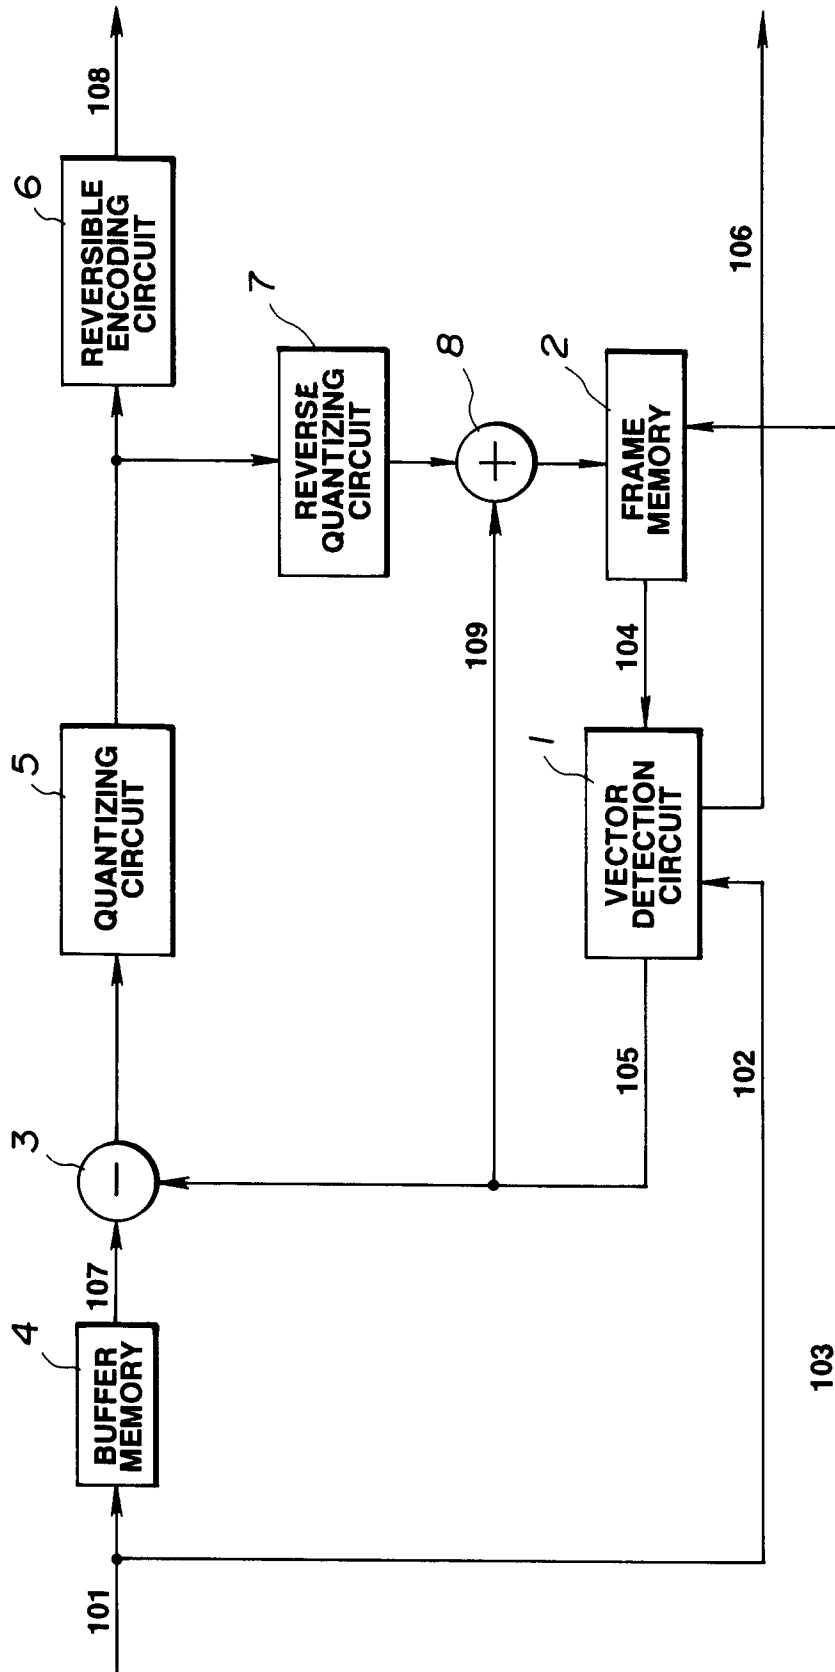 101
BUFFER
MEMORY
4
107
3
QUANTIZING
CIRCUIT
5
REVERSIBLE
ENCODING
CIRCUIT
6
108
REVERSE
QUANTIZING
CIRCUIT
7
109
8
105
VECTOR
DETECTION
CIRCUIT
1
104
FRAME
MEMORY
2
102
106
103